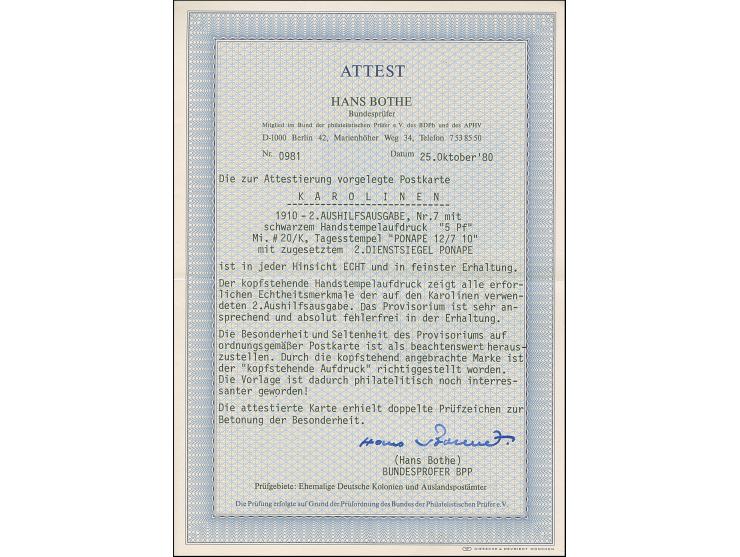 ATTEST
HANS BOTHE
Bundesprüfer
Mitglied im Bund der philatelistischen Prüfer e.V. des BDPh und des APHV
D-1000 Berlin 42, Marienhöher Weg 34, Telefon 7538550
Nr. 0981 Datum 25.Oktober'80
Die zur Attestierung vorgelegte Postkarte
K A R O L I N E N
1910 - 2.AUSHILFSAUSGABE, Nr.7 mit
schwarzem Handstempelaufdruck "5 Pf"
Mi.#20/K, Tagesstempel "PONAPE 12/7 10"
mit zugesetztem 2.DIENSTSIEGEL PONAPE
ist in jeder Hinsicht ECHT und in feinster Erhaltung.
Der kopfstehende Handstempelaufdruck zeigt alle erfor-
lichen Echtheitsmerkmale der auf den Karolinen verwen-
deten 2.Aushilfsausgabe. Das Provisorium ist sehr an-
sprechend und absolut fehlerfrei in der Erhaltung.
Die Besonderheit und Seltenheit des Provisoriums auf
ordnungsgemäßer Postkarte ist als beachtenswert heraus-
zustellen. Durch die kopfstehend angebrachte Marke ist
der "kopfstehende Aufdruck" richtiggestellt worden.
Die Vorlage ist dadurch philatelitisch noch interres-
santer geworden!
Die attestierte Karte erhielt doppelte Prüfzeichen zur
Betonung der Besonderheit.
(Hans Bothe)
BUNDESPRÜFER BPP
Prüfgebiete: Ehemalige Deutsche Kolonien und Auslandspostämter
Die Prüfung erfolgte auf Grund der Prüfordnung des Bundes der Philatelistischen Prüfer e.V.
GIESECKE & DEVRIENT MÜNCHEN